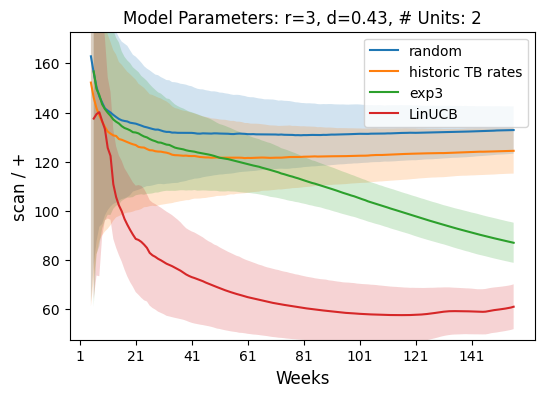 Model Parameters: r=3, d=0.43, # Units: 2
random
historic TB rates
exp3
LinUCB
scan / +
160
140
120
100
80
60
1 21 41 61 81 101 121 141
Weeks